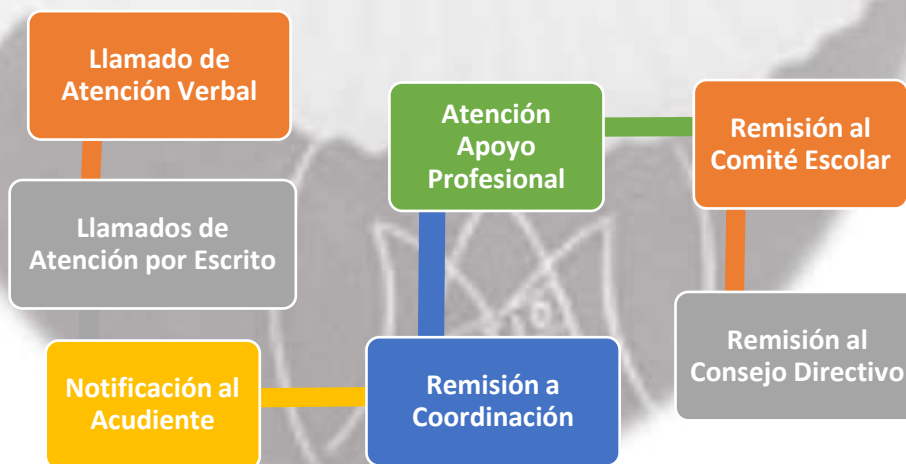 Llamado de
Atención Verbal
Llamados de
Atención por Escrito
Notificación al
Acudiente
Remisión a
Coordinación
Atención
Apoyo
Profesional
Remisión al
Comité Escolar
Remisión al
Consejo Directivo